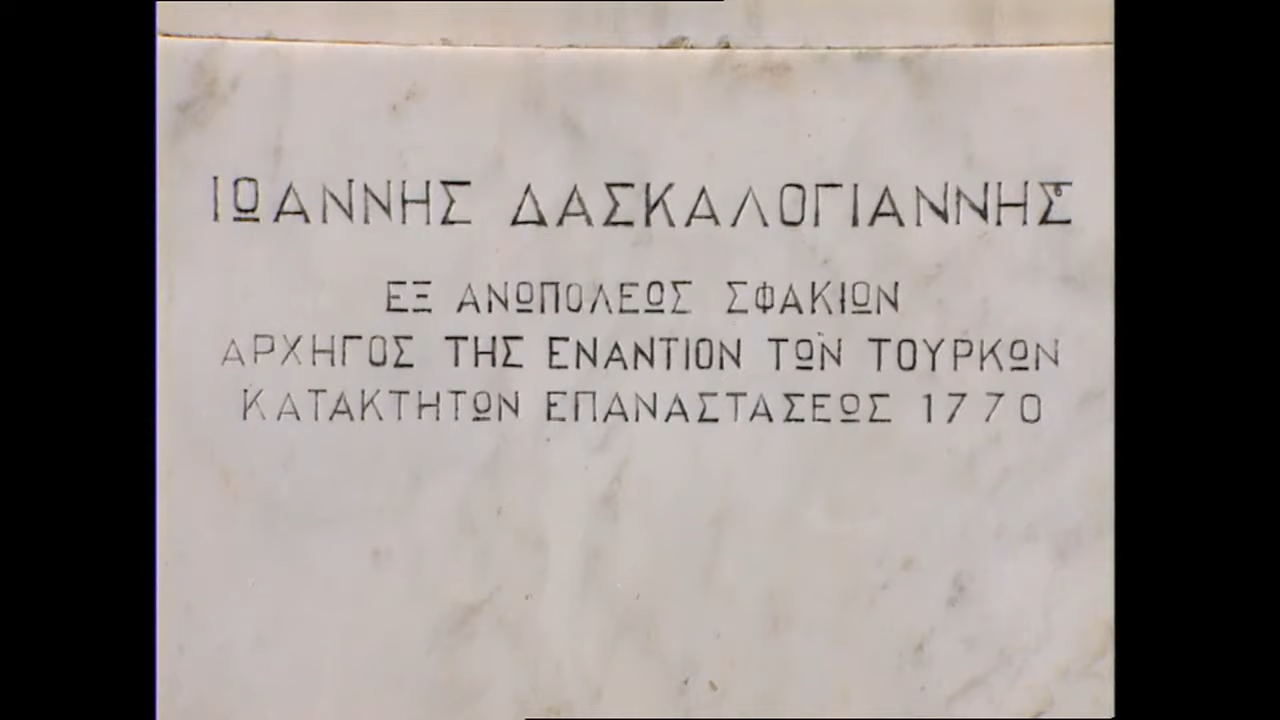 ΙΩΑΝΝΗΣ ΔΑΣΚΑΛΟΓΙΑΝΝΗΣ
ΕΞ ΑΝΩΠΟΛΕΩΣ ΣΦΑΚΙΩΝ
ΑΡΧΗΓΟΣ ΤΗΣ ΕΝΑΝΤΙΟΝ ΤΩΝ ΤΟΥΡΚΩΝ
ΚΑΤΑΚΤΗΤΩΝ ΕΠΑΝΑΣΤΑΣΕΩΣ 1770